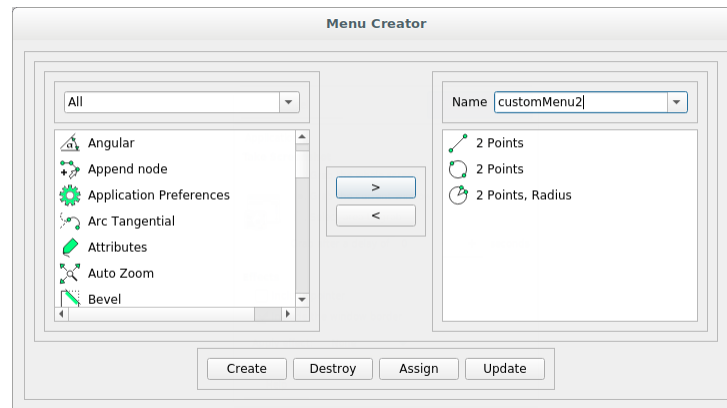 Menu Creator
All
Angular
Append node
Application Preferences
Arc Tangential
Attributes
Auto Zoom
Bevel
>
<
Name customMenu2
2 Points
2 Points
2 Points, Radius
Create Destroy Assign Update